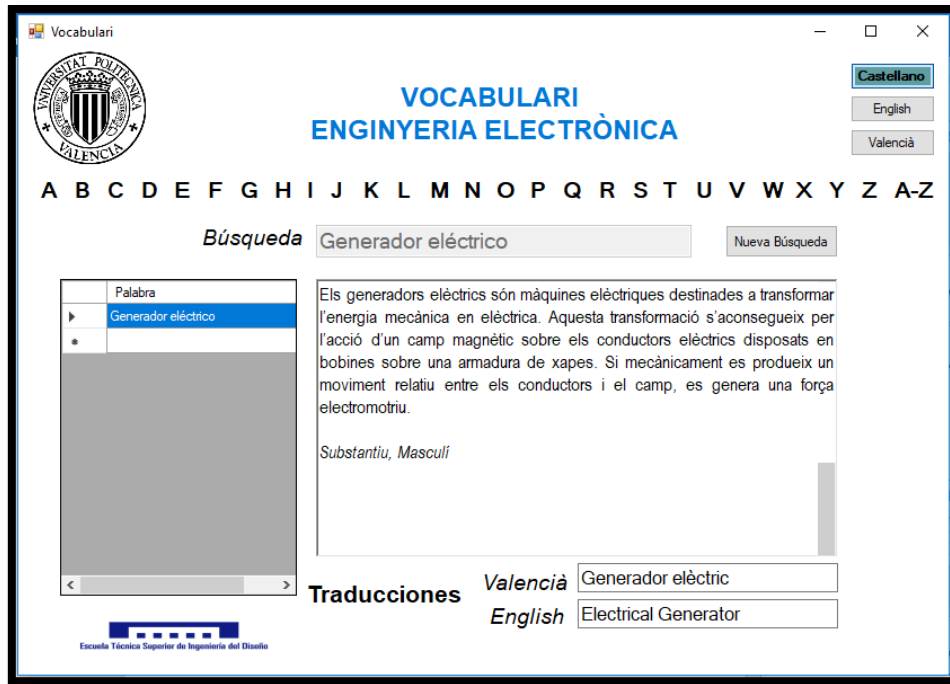 Vocabulari
VNIVERSITAT POLITECNICA VALENCIA
VOCABULARI
ENGINYERIA ELECTRÒNICA
Castellano
English
Valencià
A B C D E F G H I J K L M N O P Q R S T U V W X Y Z A-Z
Búsqueda
Generador eléctrico
Nueva Búsqueda
Palabra
Generador eléctrico
Els generadors elèctrics són màquines elèctriques destinades a transformar
l'energia mecànica en elèctrica. Aquesta transformació s'aconsegueix per
l'acció d'un camp magnètic sobre els conductors elèctrics disposats en
bobines sobre una armadura de xapes. Si mecànicament es produeix un
moviment relatiu entre els conductors i el camp, es genera una força
electromotriu.
Substantiu, Masculí
Traducciones
Valencià
Generador elèctric
English
Electrical Generator
Escuela Técnica Superior de Ingeniería del Diseño